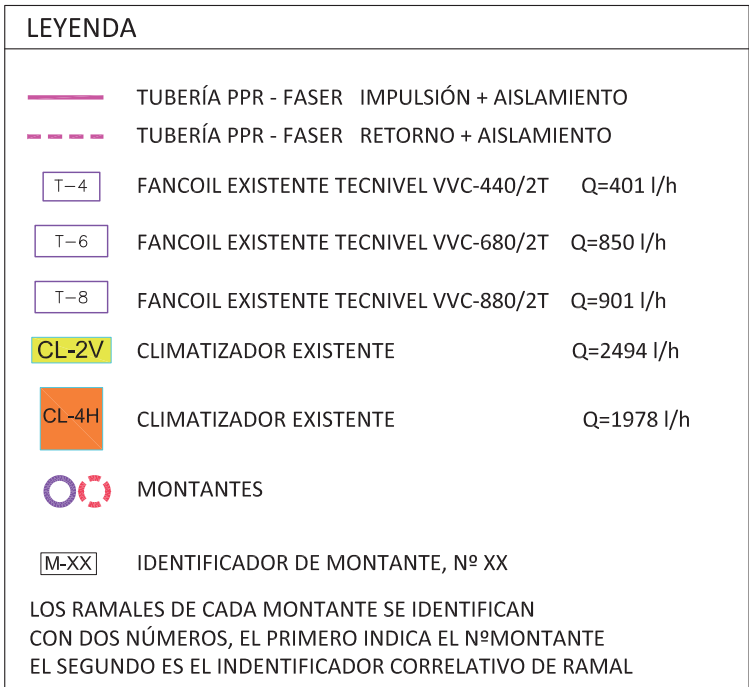 LEYENDA
TUBERÍA PPR - FASER IMPULSIÓN + AISLAMIENTO
TUBERÍA PPR - FASER RETORNO + AISLAMIENTO
T-4 FANCOIL EXISTENTE TECNIVEL VVC-440/2T Q=401 l/h
T-6 FANCOIL EXISTENTE TECNIVEL VVC-680/2T Q=850 l/h
T-8 FANCOIL EXISTENTE TECNIVEL VVC-880/2T Q=901 l/h
CL-2V CLIMATIZADOR EXISTENTE Q=2494 l/h
CL-4H CLIMATIZADOR EXISTENTE Q=1978 l/h
MONTANTES
M-XX IDENTIFICADOR DE MONTANTE, Nº XX
LOS RAMALES DE CADA MONTANTE SE IDENTIFICAN
CON DOS NÚMEROS, EL PRIMERO INDICA EL NºMONTANTE
EL SEGUNDO ES EL INDENTIFICADOR CORRELATIVO DE RAMAL